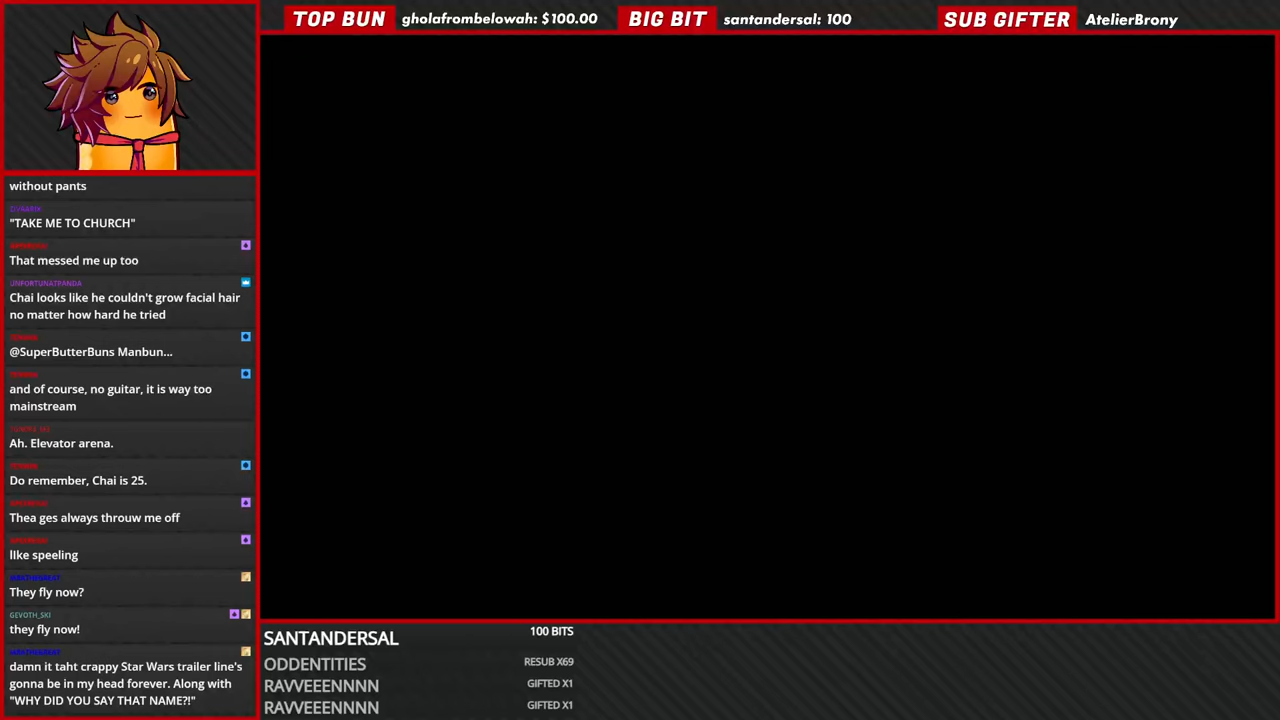 TOP BUN gholafrombelowah: $100.00 BIG BIT santandersal: 100 SUB GIFTER AtelierBrony
without pants
"TAKE ME TO CHURCH"
That messed me up too
UNFORTUNATPANDA
Chai looks like he couldn't grow facial hair
no matter how hard he tried
@SuperButterBuns Manbun...
and of course, no guitar, it is way too
mainstream
Ah. Elevator arena.
Do remember, Chai is 25.
Thea ges always throuw me off
lIke speeling
They fly now?
GEVOTH_SKI
they fly now!
damn it taht crappy Star Wars trailer line's
gonna be in my head forever. Along with
"WHY DID YOU SAY THAT NAME?!"
SANTANDERSAL 100 BITS
ODDENTITIES RESUB X69
RAVVEEENNNN GIFTED X1
RAVVEEENNNN GIFTED X1